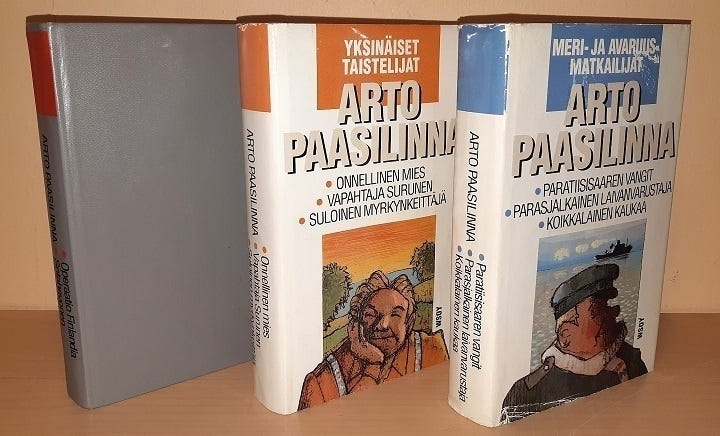 ARTO PAASILINNA
• Operaatio Finlandia
ARTO PAASILINNA
• Onnellinen mies
• Vapahtaja Surunen
YKSINÄISET
TAISTELIJAT
ARTO
PAASILINNA
• ONNELLINEN MIES
• VAPAHTAJA SURUNEN
• SULOINEN MYRKYNKEITTÄJÄ
WSOY
ARTO PAASILINNA
• Paratiisisaaren vangit
• Parasjalkainen laivanvarustaja
• Koikkalainen kaukaa
MERI- JA AVARUUS-
MATKAILIJAT
ARTO
PAASILINNA
• PARATIISISAAREN VANGIT
• PARASJALKAINEN LAIVANVARUSTAJA
• KOIKKALAINEN KAUKAA
WSOY